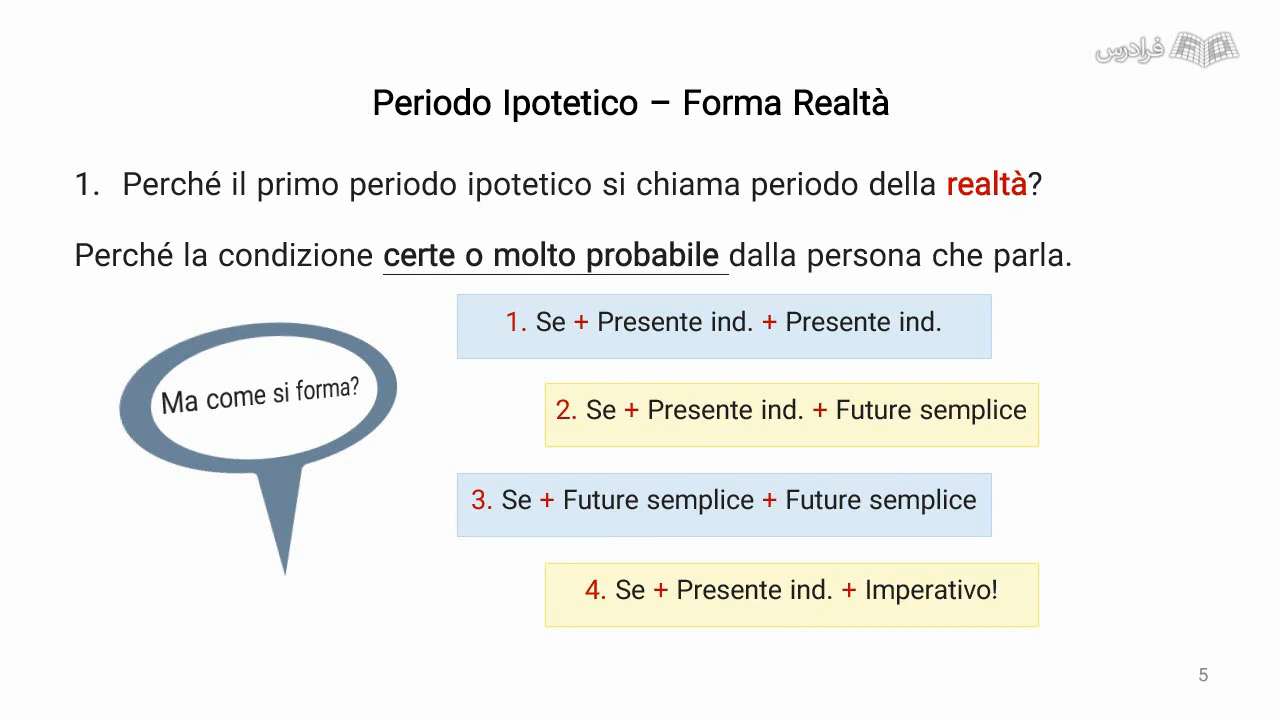 فرادرس
Periodo Ipotetico – Forma Realtà
1. Perché il primo periodo ipotetico si chiama periodo della realtà?
Perché la condizione certe o molto probabile dalla persona che parla.
Ma come si forma?
1. Se + Presente ind. + Presente ind.
2. Se + Presente ind. + Future semplice
3. Se + Future semplice + Future semplice
4. Se + Presente ind. + Imperativo!
5